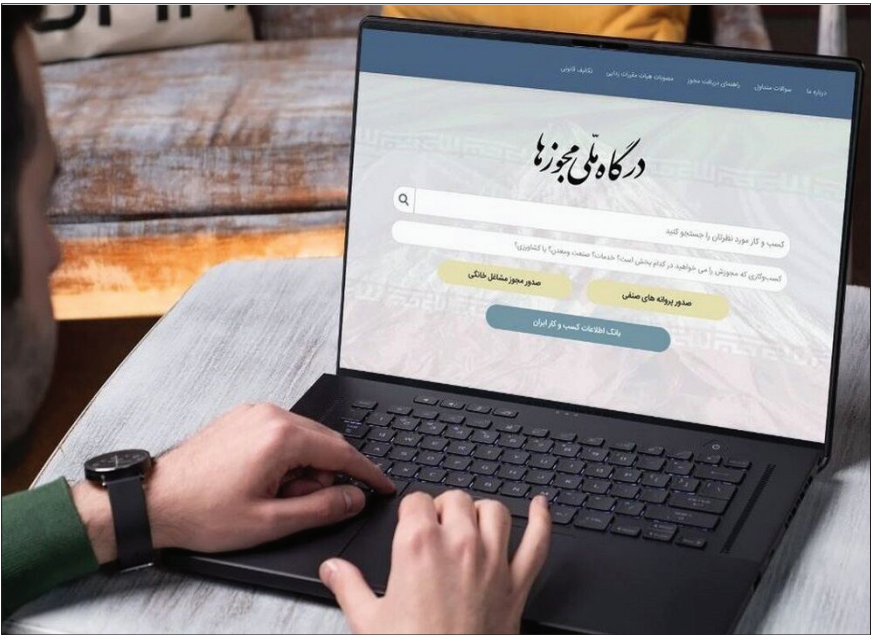 درباره ما سوالات متداول راهنمای دریافت مجوز مصوبات هیات مقررات زدایی تکالیف قانونی
درگاه ملّی مجوزها
کسب و کار مورد نظرتان را جستجو کنید
کسب‌وکاری که مجوزش را می خواهید در کدام بخش است؟ خدمات؟ صنعت ومعدن؟ یا کشاورزی؟
صدور پروانه های صنفی صدور مجوز مشاغل خانگی
بانک اطلاعات کسب و کار ایران